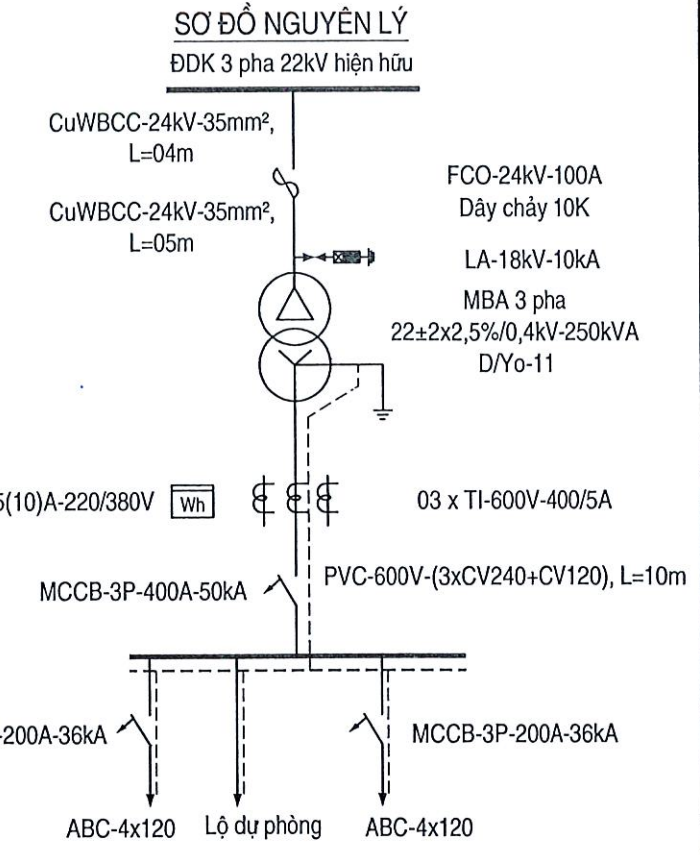 SƠ ĐỒ NGUYÊN LÝ
ĐDK 3 pha 22kV hiện hữu
CuWBCC-24kV-35mm²,
L=04m
FCO-24kV-100A
Dây chảy 10K
CuWBCC-24kV-35mm²,
L=05m
LA-18kV-10kA
MBA 3 pha
22±2x2,5%/0,4kV-250kVA
D/Yo-11
5(10)A-220/380V
Wh
03 x TI-600V-400/5A
MCCB-3P-400A-50kA
PVC-600V-(3xCV240+CV120), L=10m
-200A-36kA
MCCB-3P-200A-36kA
ABC-4x120
Lộ dự phòng
ABC-4x120